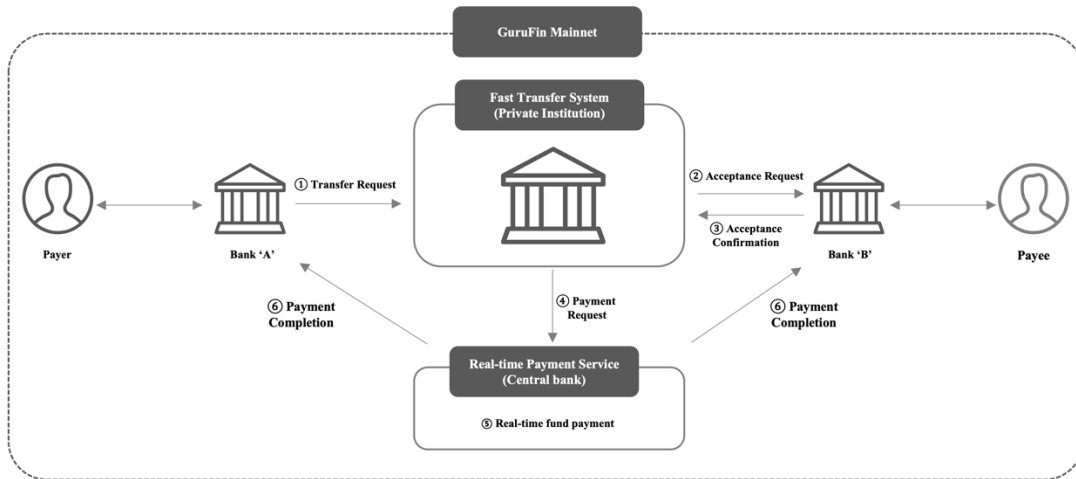 GuruFin Mainnet
Fast Transfer System
(Private Institution)
① Transfer Request
② Acceptance Request
③ Acceptance
Confirmation
Payer
Bank ‘A’
Bank ‘B’
Payee
④ Payment
Request
⑥ Payment
Completion
⑥ Payment
Completion
Real-time Payment Service
(Central bank)
⑤ Real-time fund payment